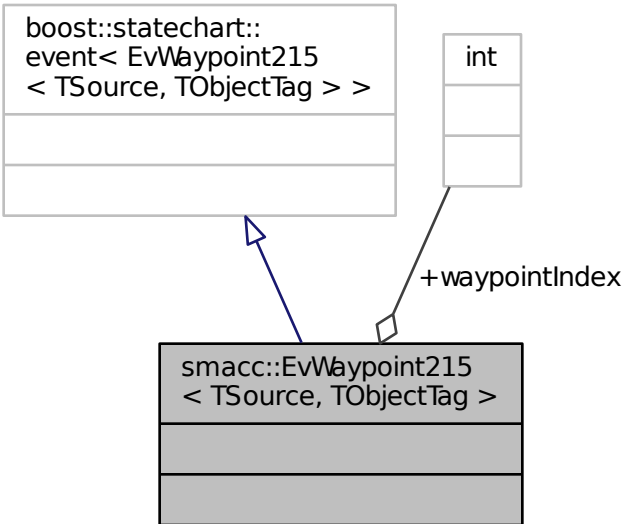 boost::statechart::
event< EvWaypoint215
< TSource, TObjectTag > >
int
+waypointIndex
smacc::EvWaypoint215
< TSource, TObjectTag >